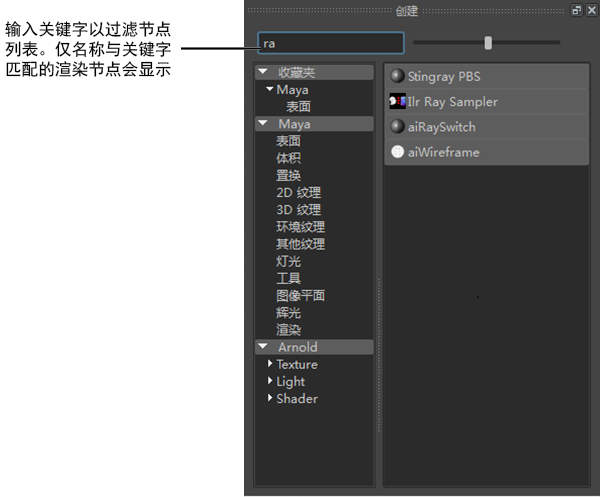 输入关键字以过滤节点
列表。仅名称与关键字
匹配的渲染节点会显示
创建
ra
收藏夹
Maya
表面
Maya
表面
体积
置换
2D 纹理
3D 纹理
环境纹理
其他纹理
灯光
工具
图像平面
辉光
渲染
Arnold
Texture
Light
Shader
Stingray PBS
Ilr Ray Sampler
aiRaySwitch
aiWireframe